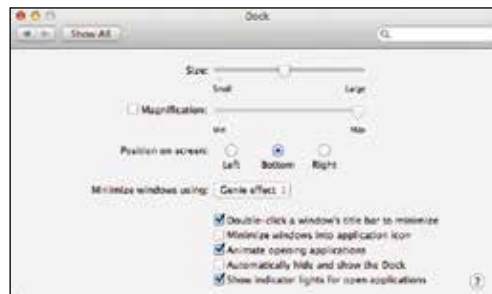 Dock
Show All
Size:
Small Large
Magnification:
Min Max
Position on screen:
Left Bottom Right
Minimize windows using: Genie effect
Double-click a window's title bar to minimize
Minimize windows into application icon
Animate opening applications
Automatically hide and show the Dock
Show indicator lights for open applications
?